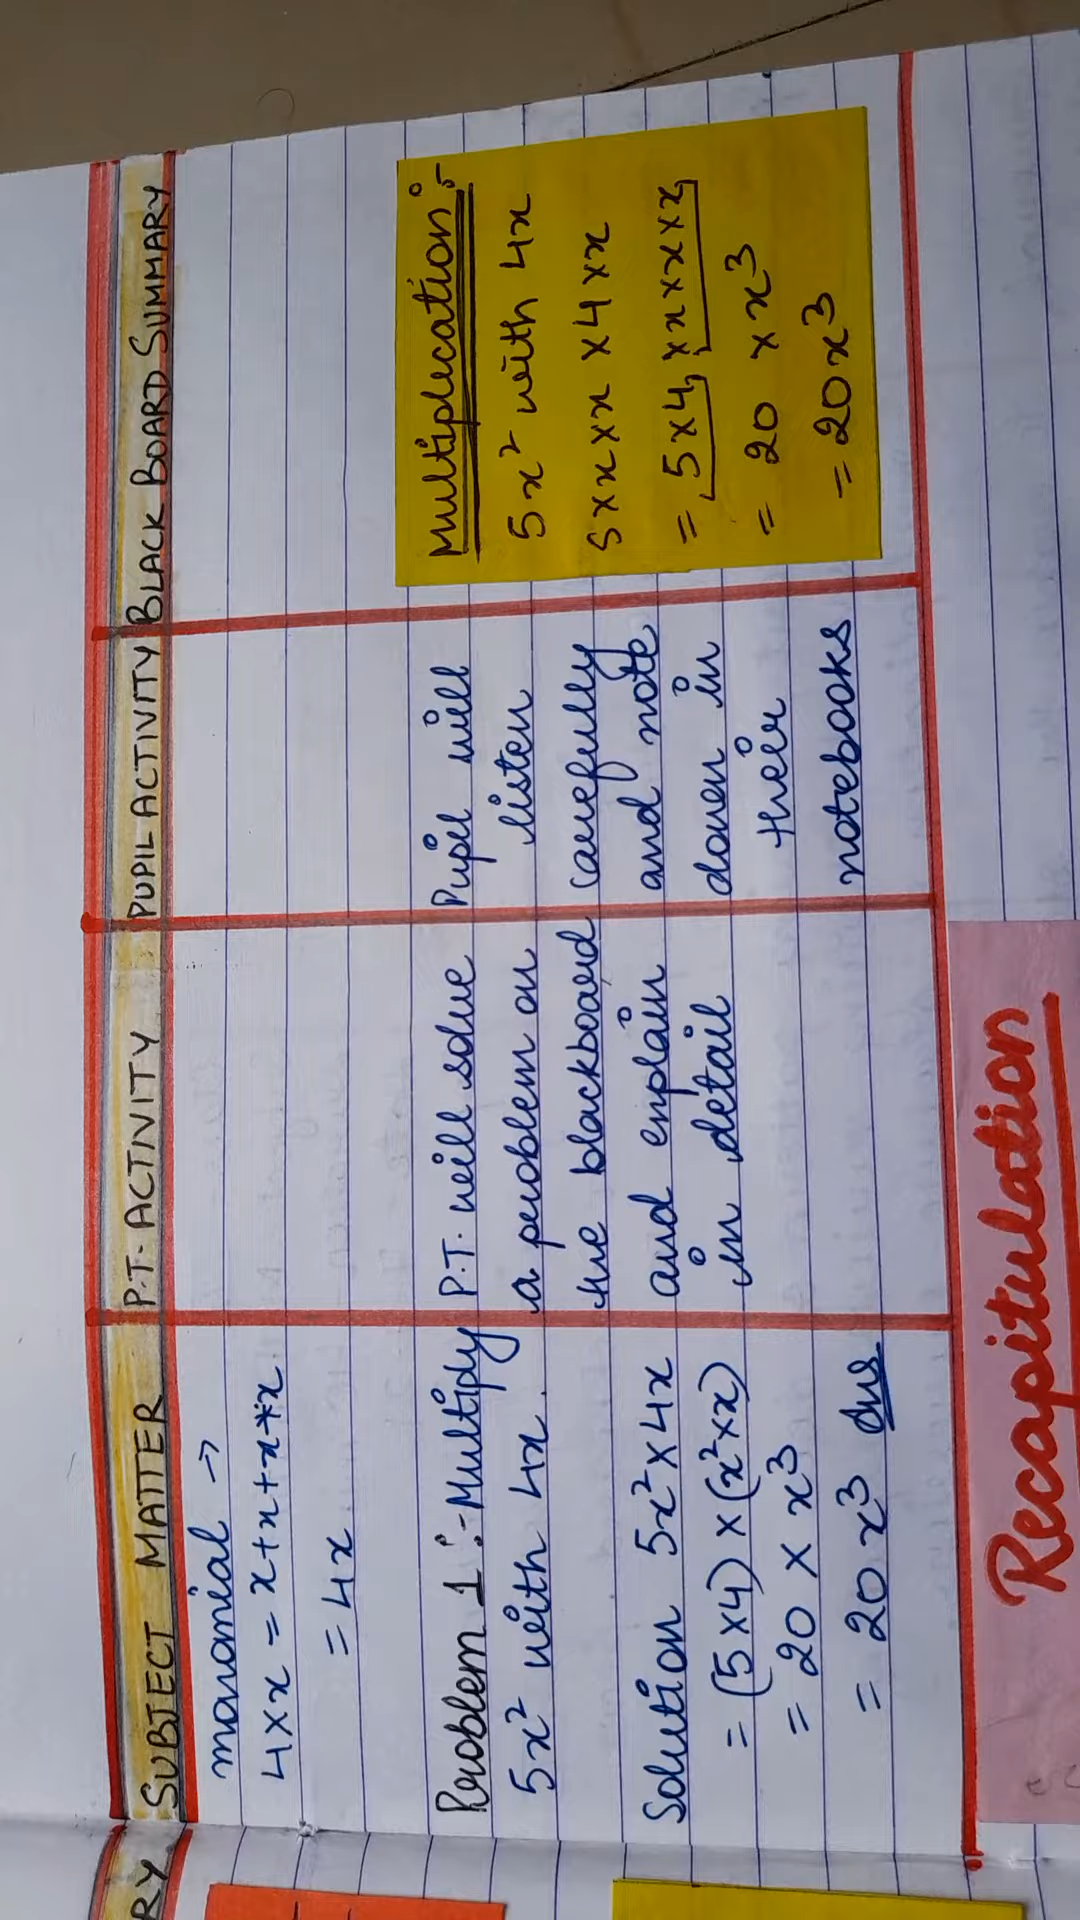 RY
SUBJECT MATTER
P.T. ACTIVITY
PUPIL ACTIVITY
BLACK BOARD SUMMARY
monomial →
4×x = x+x+x+x
= 4x
Problem 1:- Multiply
5x² with 4x.
Solution 5x²×4x
= (5×4)×(x²×x)
= 20 × x³
= 20x³ Ans
P.T. will solve
a problem on
the blackboard
and explain
in detail
Pupil will
listen
carefully
and note
down in
their
notebooks
Multiplecation:-
5x² with 4x
5×x×x×4×x
= 5×4×x×x×x
= 20 × x³
= 20x³
Recapitulation